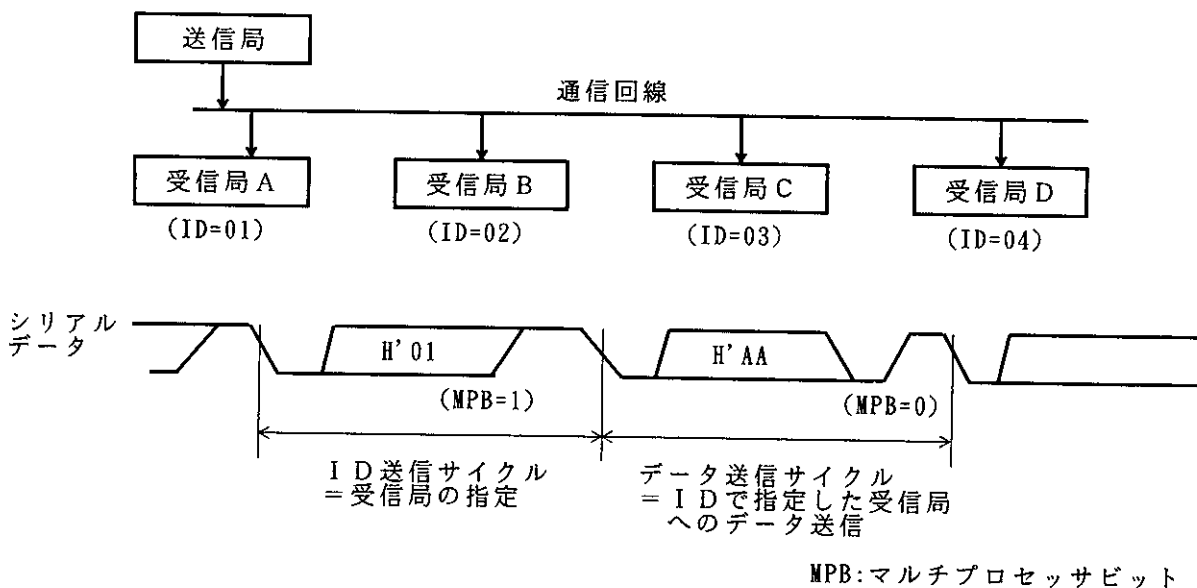 送信局
通信回線
受信局A 受信局B 受信局C 受信局D
(ID=01) (ID=02) (ID=03) (ID=04)
シリアル
データ
H'01 H'AA
(MPB=1) (MPB=0)
ID送信サイクル
=受信局の指定
データ送信サイクル
=IDで指定した受信局
へのデータ送信
MPB:マルチプロセッサビット